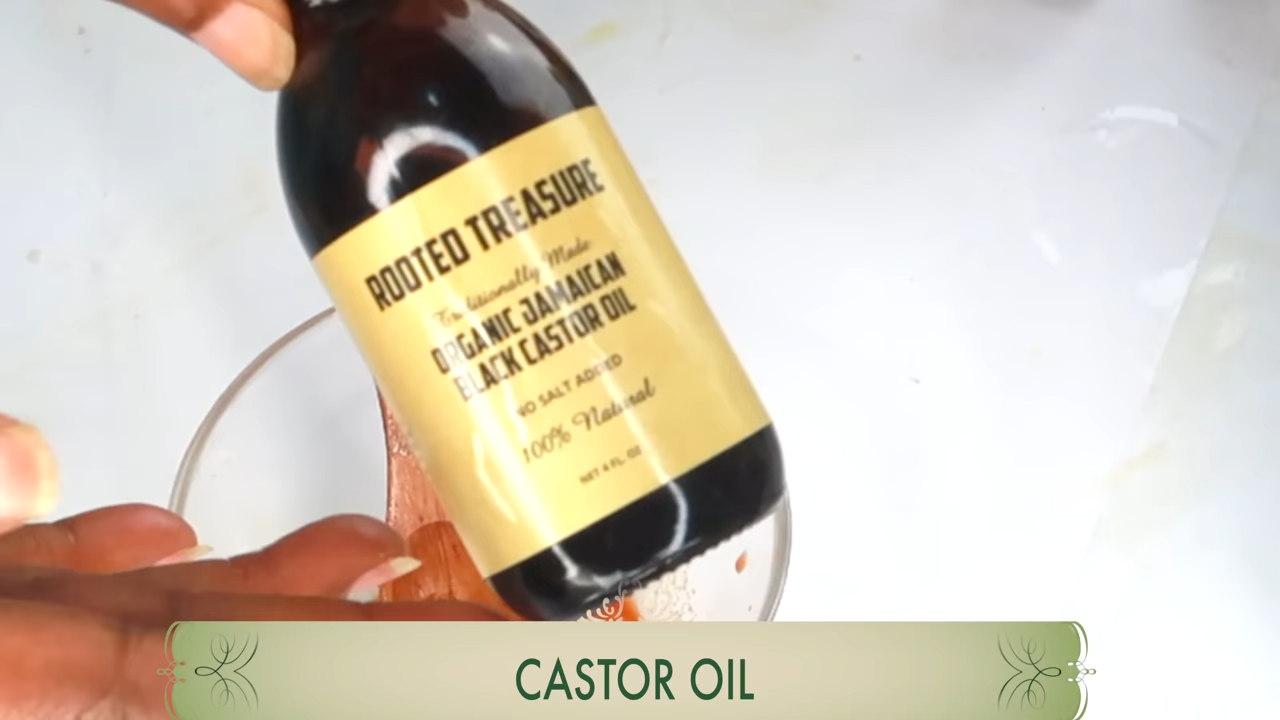 ROOTED TREASURE
Traditionally Made
ORGANIC JAMAICAN
BLACK CASTOR OIL
NO SALT ADDED
100% Natural
NET 4 FL. OZ
CASTOR OIL